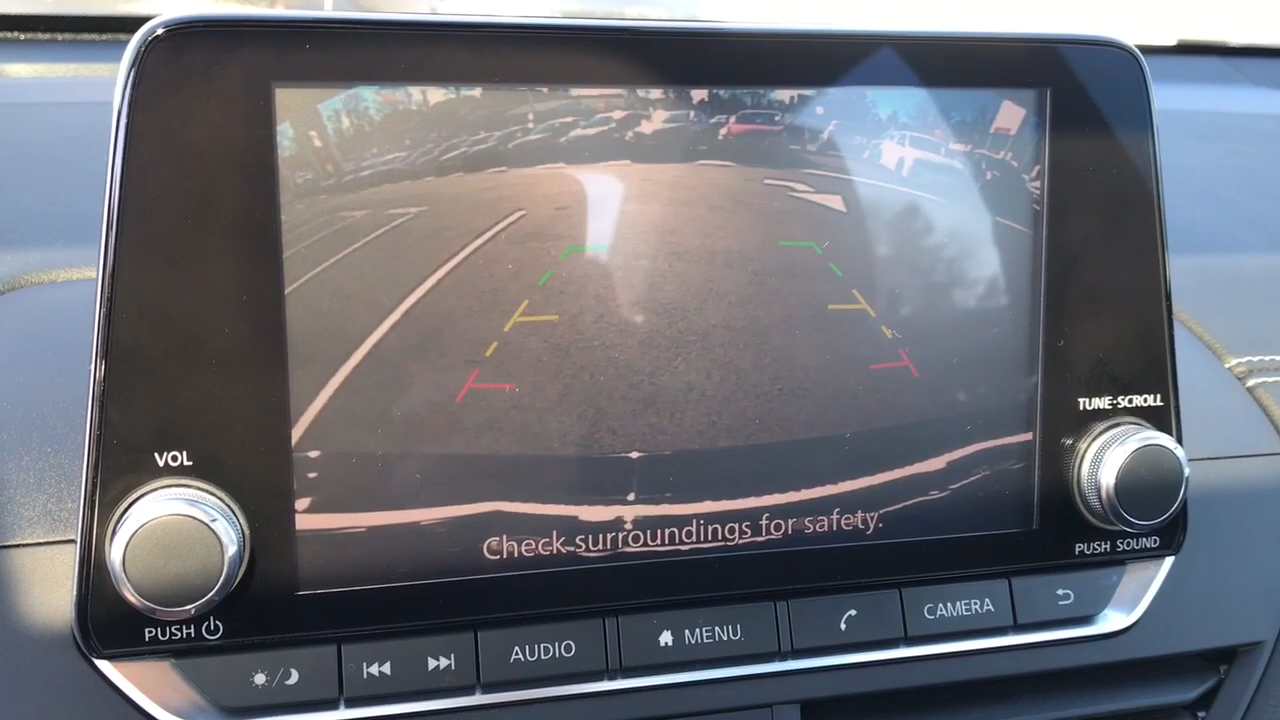 Check surroundings for safety.
VOL
TUNE·SCROLL
PUSH
PUSH SOUND
AUDIO
MENU
CAMERA